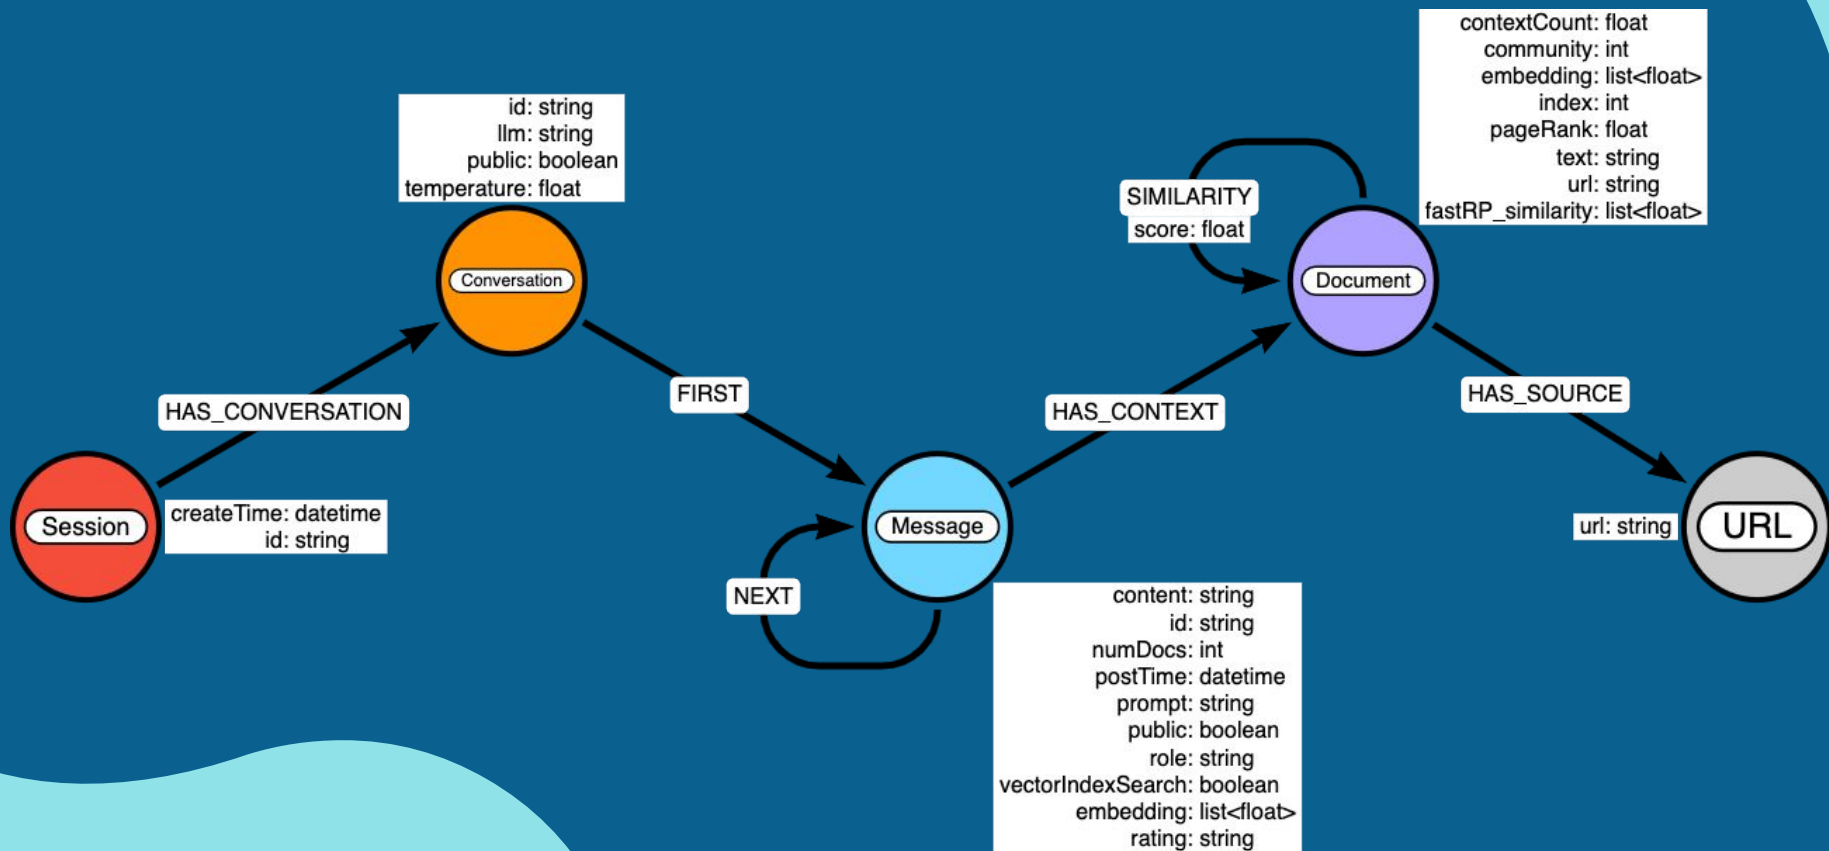 contextCount: float
community: int
embedding: list<float>
index: int
pageRank: float
text: string
url: string
fastRP_similarity: list<float>
id: string
llm: string
public: boolean
temperature: float
SIMILARITY
score: float
Conversation
Document
HAS_CONVERSATION
FIRST
HAS_CONTEXT
HAS_SOURCE
Session
createTime: datetime
id: string
Message
url: string
URL
NEXT
content: string
id: string
numDocs: int
postTime: datetime
prompt: string
public: boolean
role: string
vectorIndexSearch: boolean
embedding: list<float>
rating: string